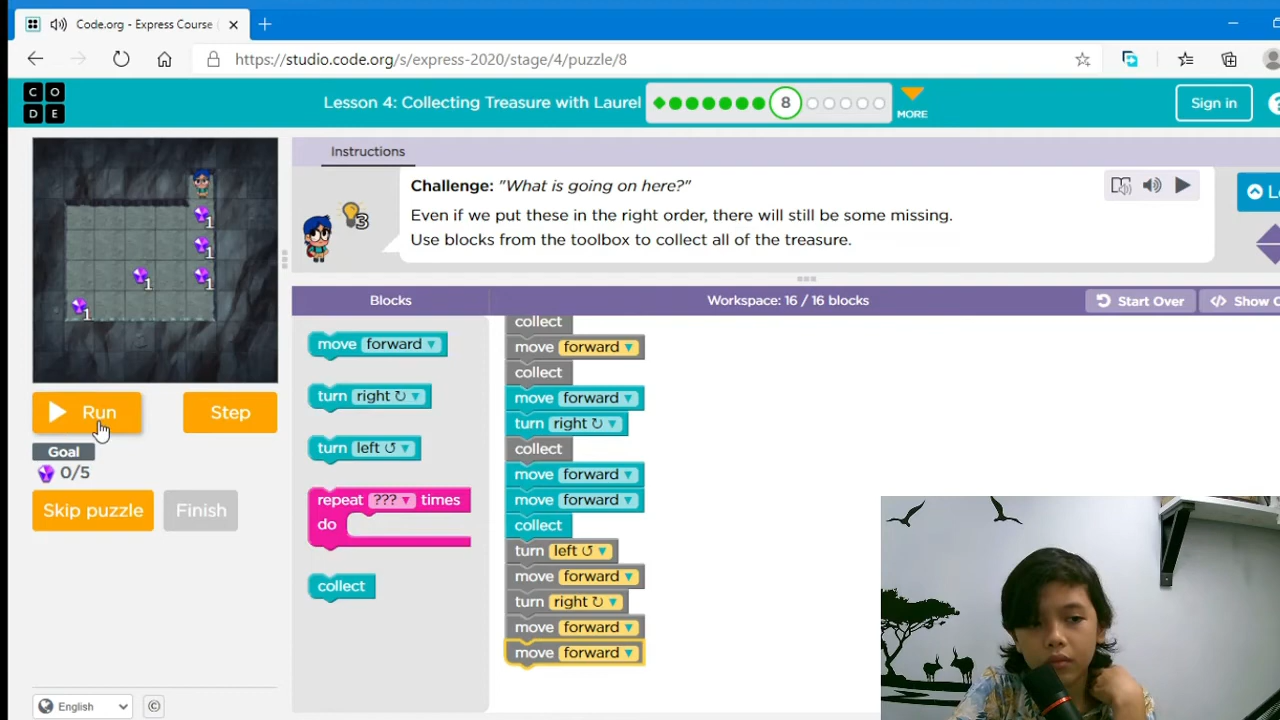 Code.org - Express Course
https://studio.code.org/s/express-2020/stage/4/puzzle/8
C O
D E
Lesson 4: Collecting Treasure with Laurel
8
MORE
Sign in
Instructions
Challenge: "What is going on here?"
Even if we put these in the right order, there will still be some missing.
Use blocks from the toolbox to collect all of the treasure.
3
1
1
1
1
1
Run
Step
Goal
0/5
Skip puzzle
Finish
English
©
Blocks
Workspace: 16 / 16 blocks
Start Over
</> Show
move forward
turn right
turn left
repeat ??? times
do
collect
collect
move forward
collect
move forward
turn right
collect
move forward
move forward
collect
turn left
move forward
turn right
move forward
move forward